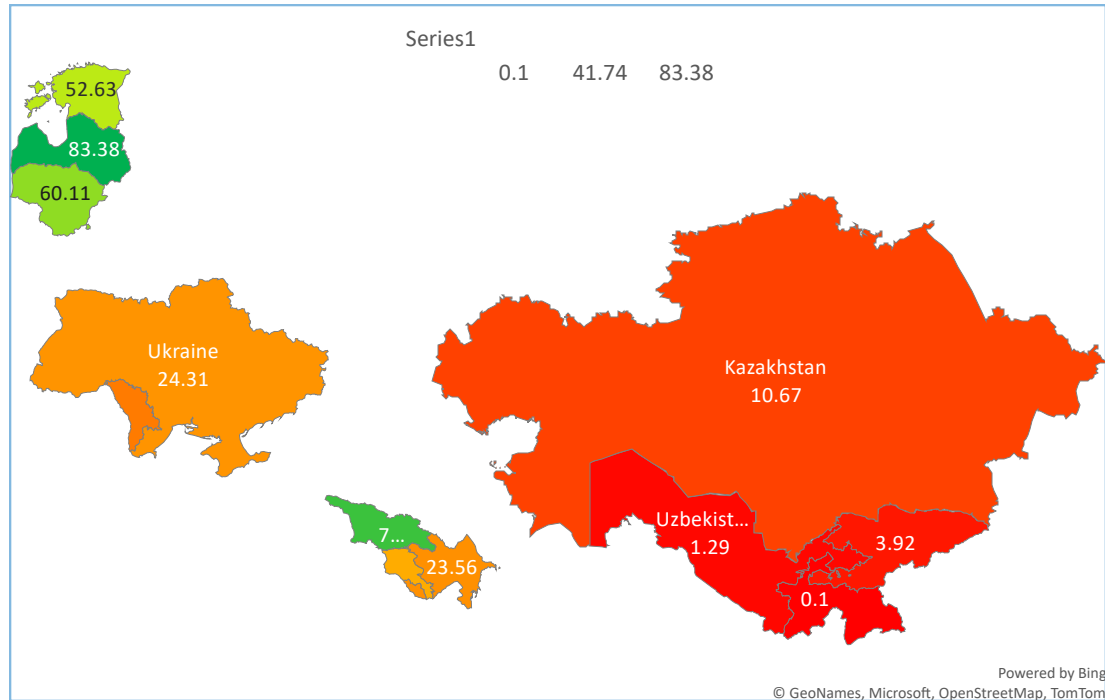 Series1
0.1 41.74 83.38
52.63
83.38
60.11
Ukraine
24.31
Kazakhstan
10.67
7...
23.56
Uzbekist...
1.29
3.92
0.1
Powered by Bing
© GeoNames, Microsoft, OpenStreetMap, TomTom